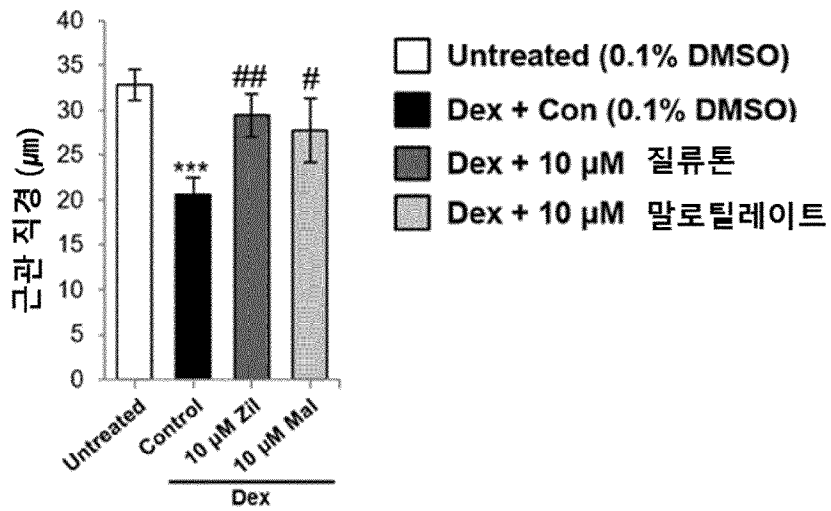 40
35
30
25
20
15
10
5
0
근관 직경 (㎛)
***
##
#
Untreated
Control
10 µM Zil
10 µM Mal
Dex
Untreated (0.1% DMSO)
Dex + Con (0.1% DMSO)
Dex + 10 µM 질류톤
Dex + 10 µM 말로틸레이트